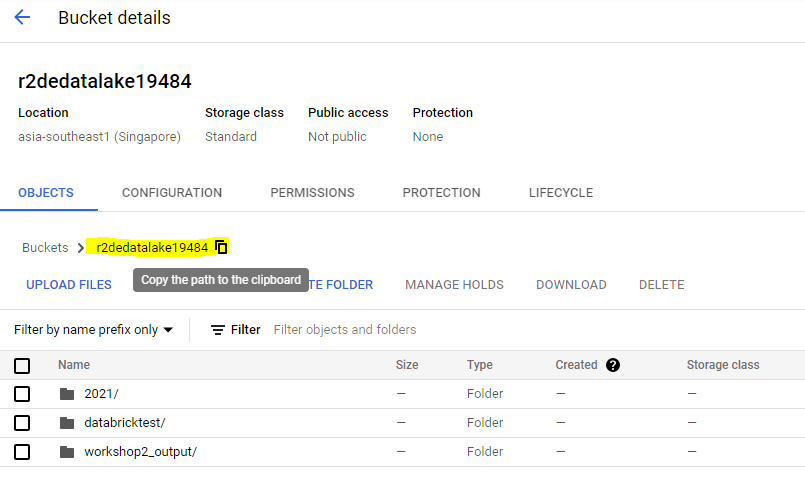 Bucket details
r2dedatalake19484
Location Storage class Public access Protection
asia-southeast1 (Singapore) Standard Not public None
OBJECTS CONFIGURATION PERMISSIONS PROTECTION LIFECYCLE
Buckets r2dedatalake19484
UPLOAD FILES TE FOLDER MANAGE HOLDS DOWNLOAD DELETE
Copy the path to the clipboard
Filter by name prefix only Filter Filter objects and folders
Name Size Type Created ? Storage class
2021/ — Folder — —
databricktest/ — Folder — —
workshop2_output/ — Folder — —